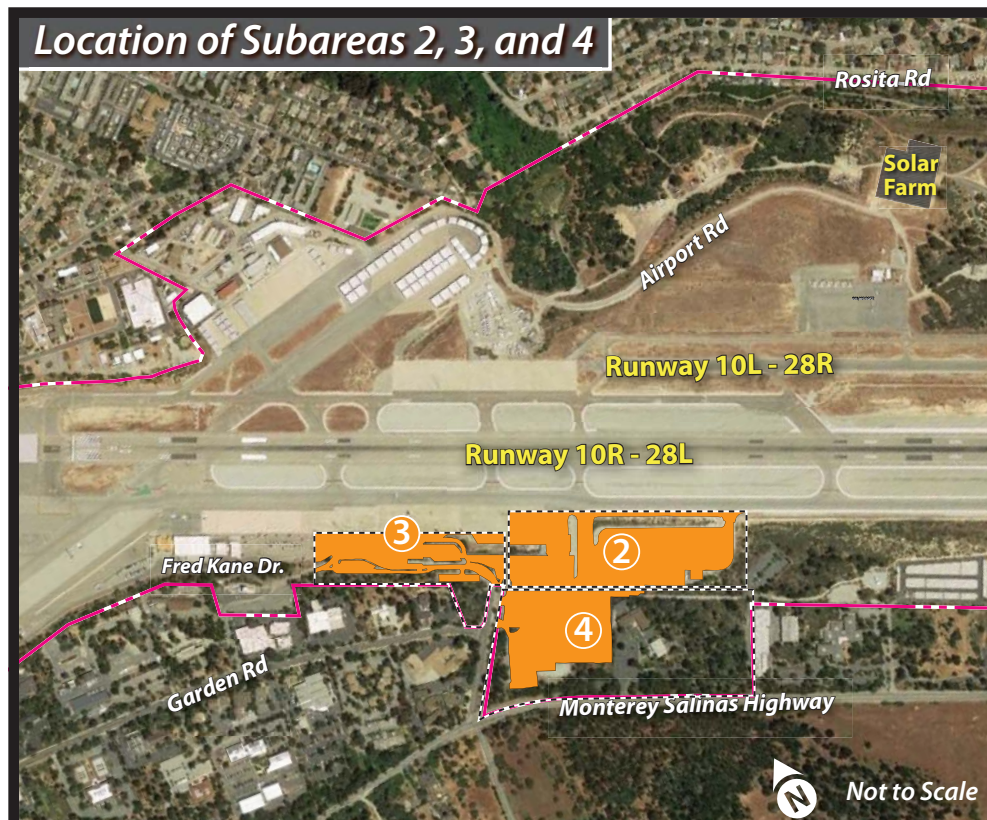 Location of Subareas 2, 3, and 4
Rosita Rd
Solar
Farm
Airport Rd
Runway 10L - 28R
Runway 10R - 28L
3
2
Fred Kane Dr.
4
Garden Rd
Monterey Salinas Highway
N
Not to Scale